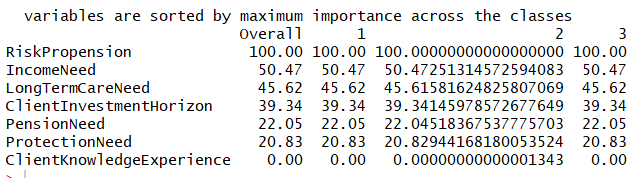 variables are sorted by maximum importance across the classes
Overall 1 2 3
RiskPropension 100.00 100.00 100.00000000000000000 100.00
IncomeNeed 50.47 50.47 50.47251314572594083 50.47
LongTermCareNeed 45.62 45.62 45.61581624825807069 45.62
ClientInvestmentHorizon 39.34 39.34 39.34145978572677649 39.34
PensionNeed 22.05 22.05 22.04518367537775703 22.05
ProtectionNeed 20.83 20.83 20.82944168180053524 20.83
ClientKnowledgeExperience 0.00 0.00 0.00000000000001343 0.00
>